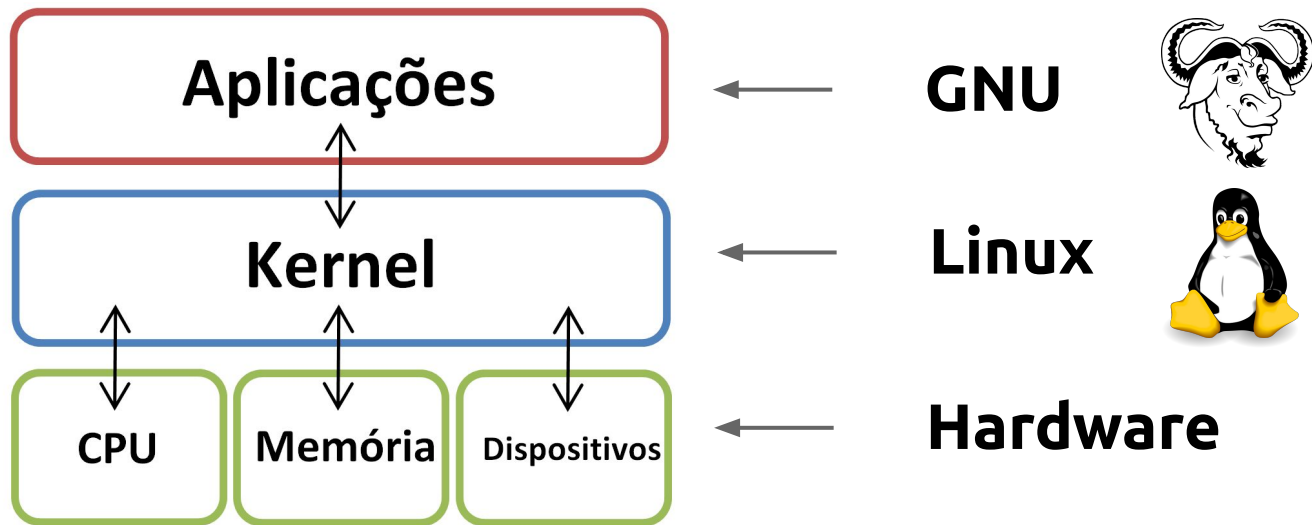 Aplicações
GNU
Kernel
Linux
CPU
Memória
Dispositivos
Hardware